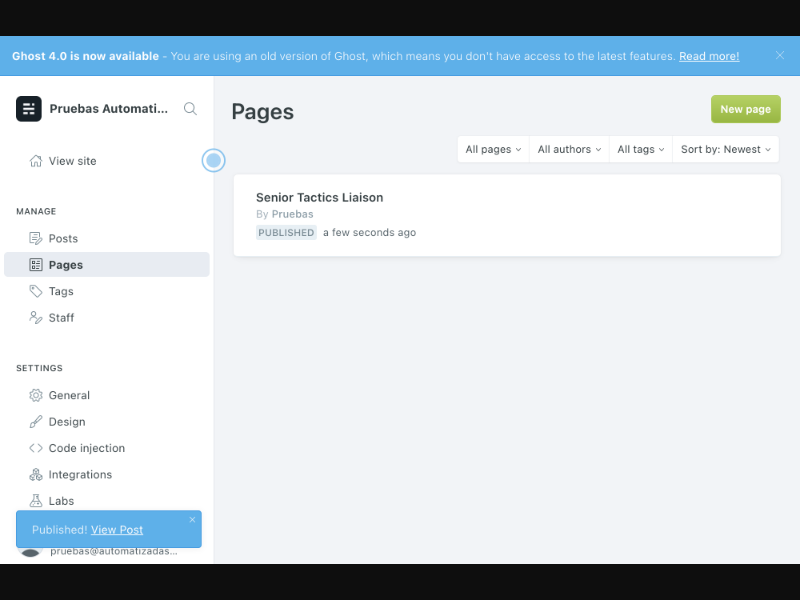 Ghost 4.0 is now available - You are using an old version of Ghost, which means you don't have access to the latest features. Read more!
Pruebas Automati...
View site
MANAGE
Posts
Pages
Tags
Staff
SETTINGS
General
Design
Code injection
Integrations
Labs
Published! View Post
pruebas@automatizadas...
Pages
New page
All pages
All authors
All tags
Sort by: Newest
Senior Tactics Liaison
By Pruebas
PUBLISHED a few seconds ago